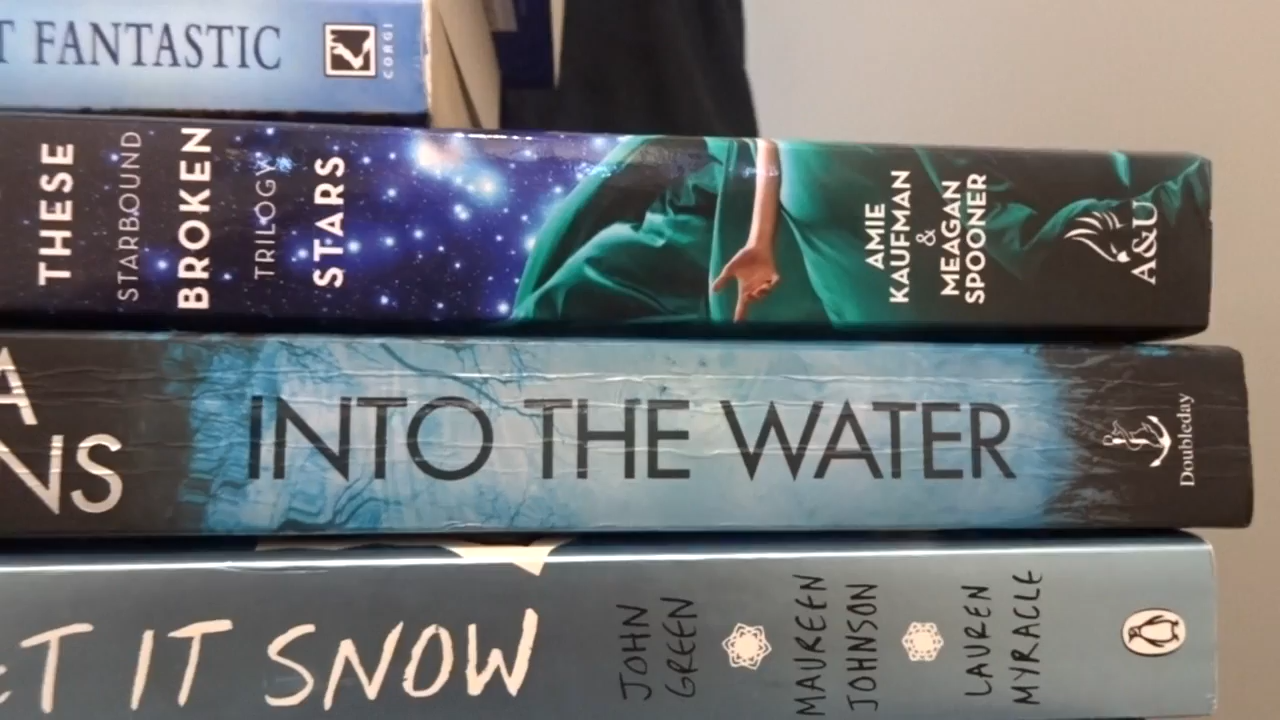 T FANTASTIC
CORGI
THESE
STARBOUND
BROKEN
TRILOGY
STARS
AMIE
KAUFMAN
&
MEAGAN
SPOONER
A&U
A
NS
INTO THE WATER
Doubleday
ET IT SNOW
JOHN
GREEN
MAUREEN
JOHNSON
LAUREN
MYRACLE